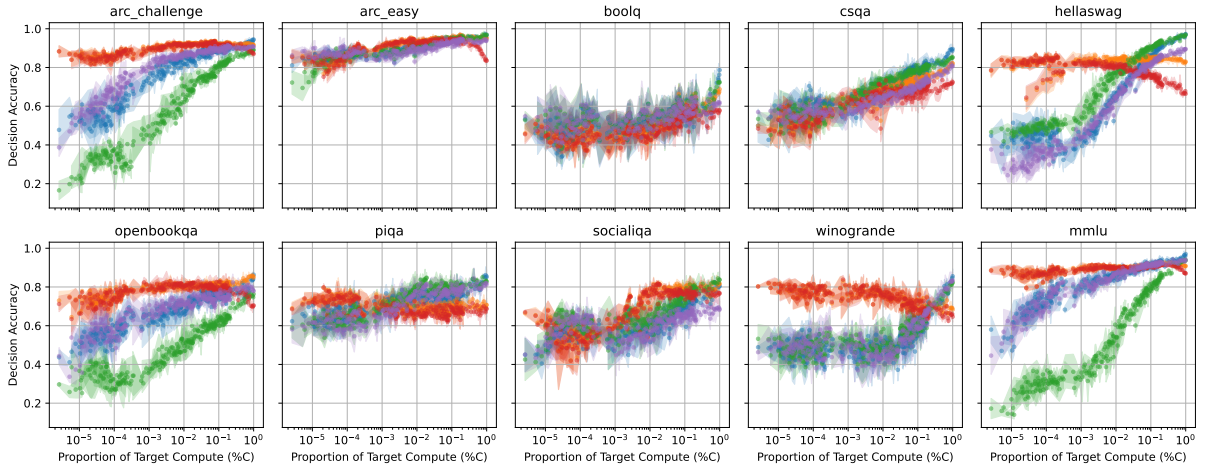 arc_challenge
arc_easy
boolq
csqa
hellaswag
Decision Accuracy
1.0
0.8
0.6
0.4
0.2
openbookqa
piqa
socialiqa
winogrande
mmlu
Decision Accuracy
1.0
0.8
0.6
0.4
0.2
10⁻⁵ 10⁻⁴ 10⁻³ 10⁻² 10⁻¹ 10⁰
10⁻⁵ 10⁻⁴ 10⁻³ 10⁻² 10⁻¹ 10⁰
10⁻⁵ 10⁻⁴ 10⁻³ 10⁻² 10⁻¹ 10⁰
10⁻⁵ 10⁻⁴ 10⁻³ 10⁻² 10⁻¹ 10⁰
10⁻⁵ 10⁻⁴ 10⁻³ 10⁻² 10⁻¹ 10⁰
Proportion of Target Compute (%C)
Proportion of Target Compute (%C)
Proportion of Target Compute (%C)
Proportion of Target Compute (%C)
Proportion of Target Compute (%C)